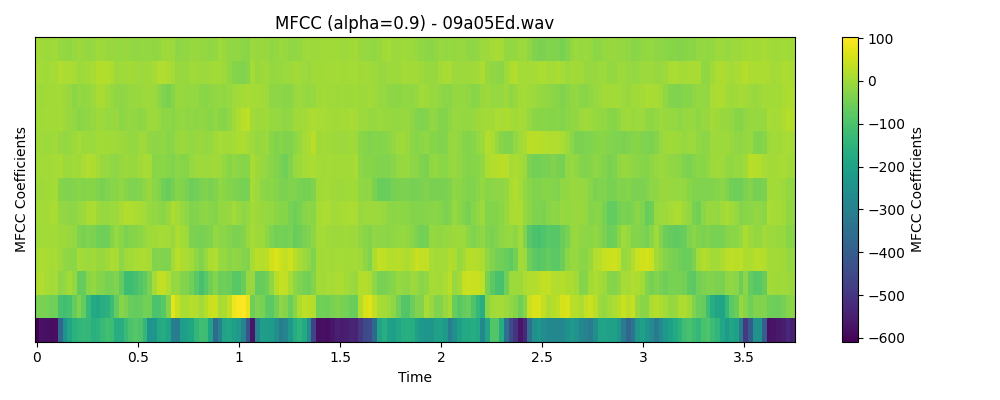 MFCC (alpha=0.9) - 09a05Ed.wav
MFCC Coefficients
0 0.5 1 1.5 2 2.5 3 3.5
Time
100
0
−100
−200
−300
−400
−500
−600
MFCC Coefficients